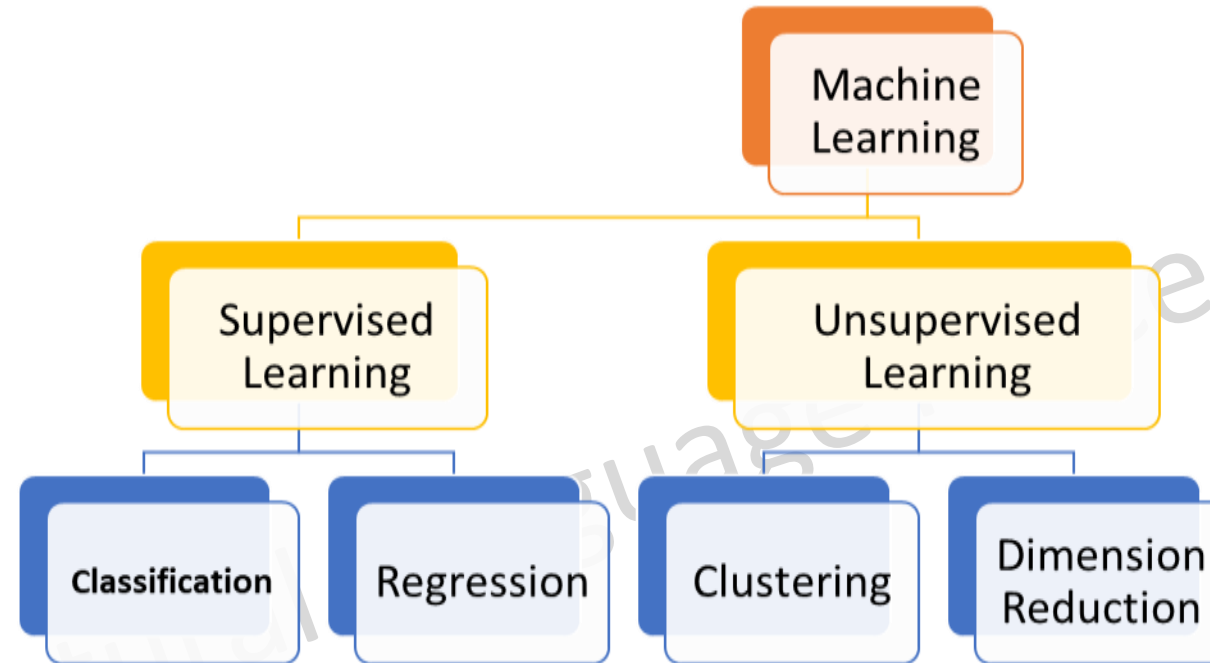 Machine
Learning
Supervised
Learning
Unsupervised
Learning
Classification
Regression
Clustering
Dimension
Reduction